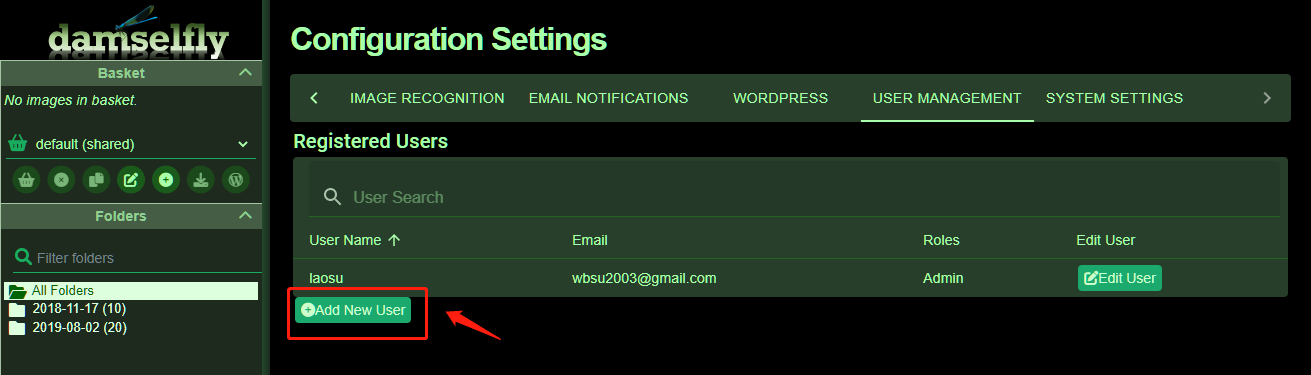 damselfly
Basket
No images in basket.
default (shared)
Folders
Filter folders
All Folders
2018-11-17 (10)
2019-08-02 (20)
Configuration Settings
IMAGE RECOGNITION EMAIL NOTIFICATIONS WORDPRESS USER MANAGEMENT SYSTEM SETTINGS
Registered Users
User Search
User Name Email Roles Edit User
laosu wbsu2003@gmail.com Admin Edit User
Add New User